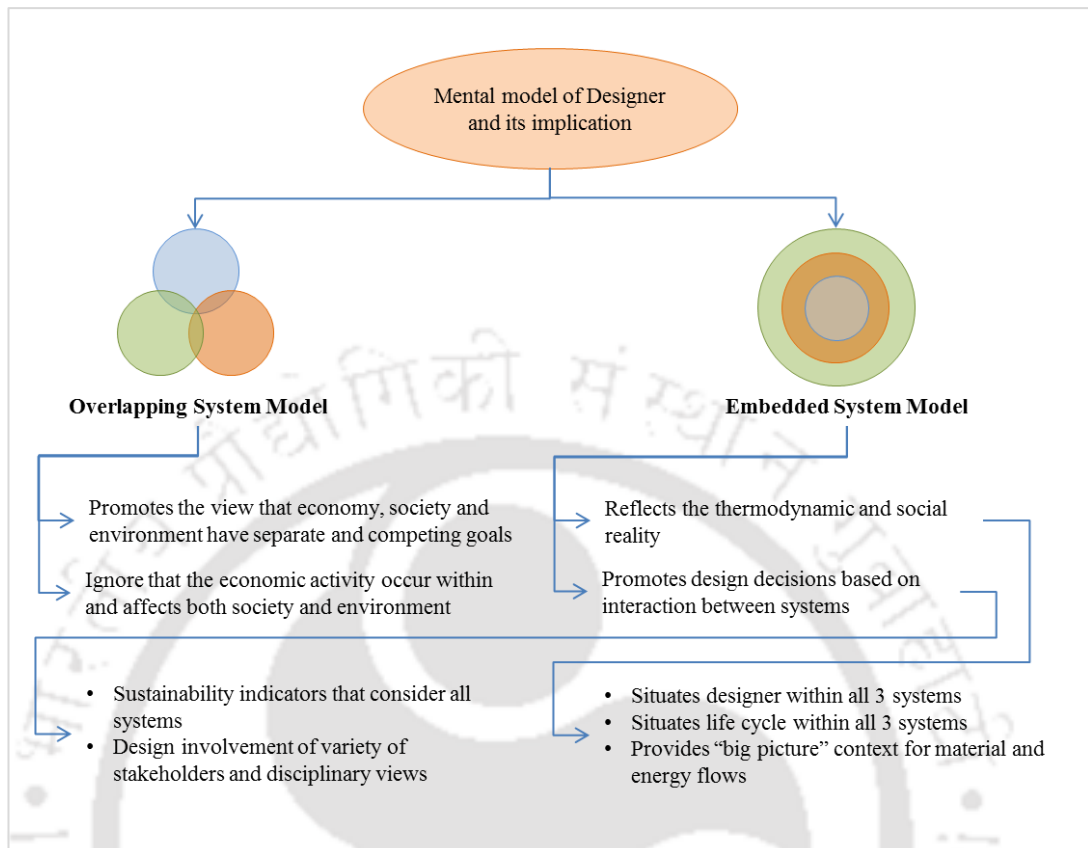 Mental model of Designer
and its implication
Overlapping System Model
Embedded System Model
Promotes the view that economy, society and
environment have separate and competing goals
Ignore that the economic activity occur within
and affects both society and environment
Reflects the thermodynamic and social
reality
Promotes design decisions based on
interaction between systems
• Sustainability indicators that consider all
systems
• Design involvement of variety of
stakeholders and disciplinary views
• Situates designer within all 3 systems
• Situates life cycle within all 3 systems
• Provides “big picture” context for material and
energy flows
प्रौद्योगिकी संस्थान गुवाहाटी